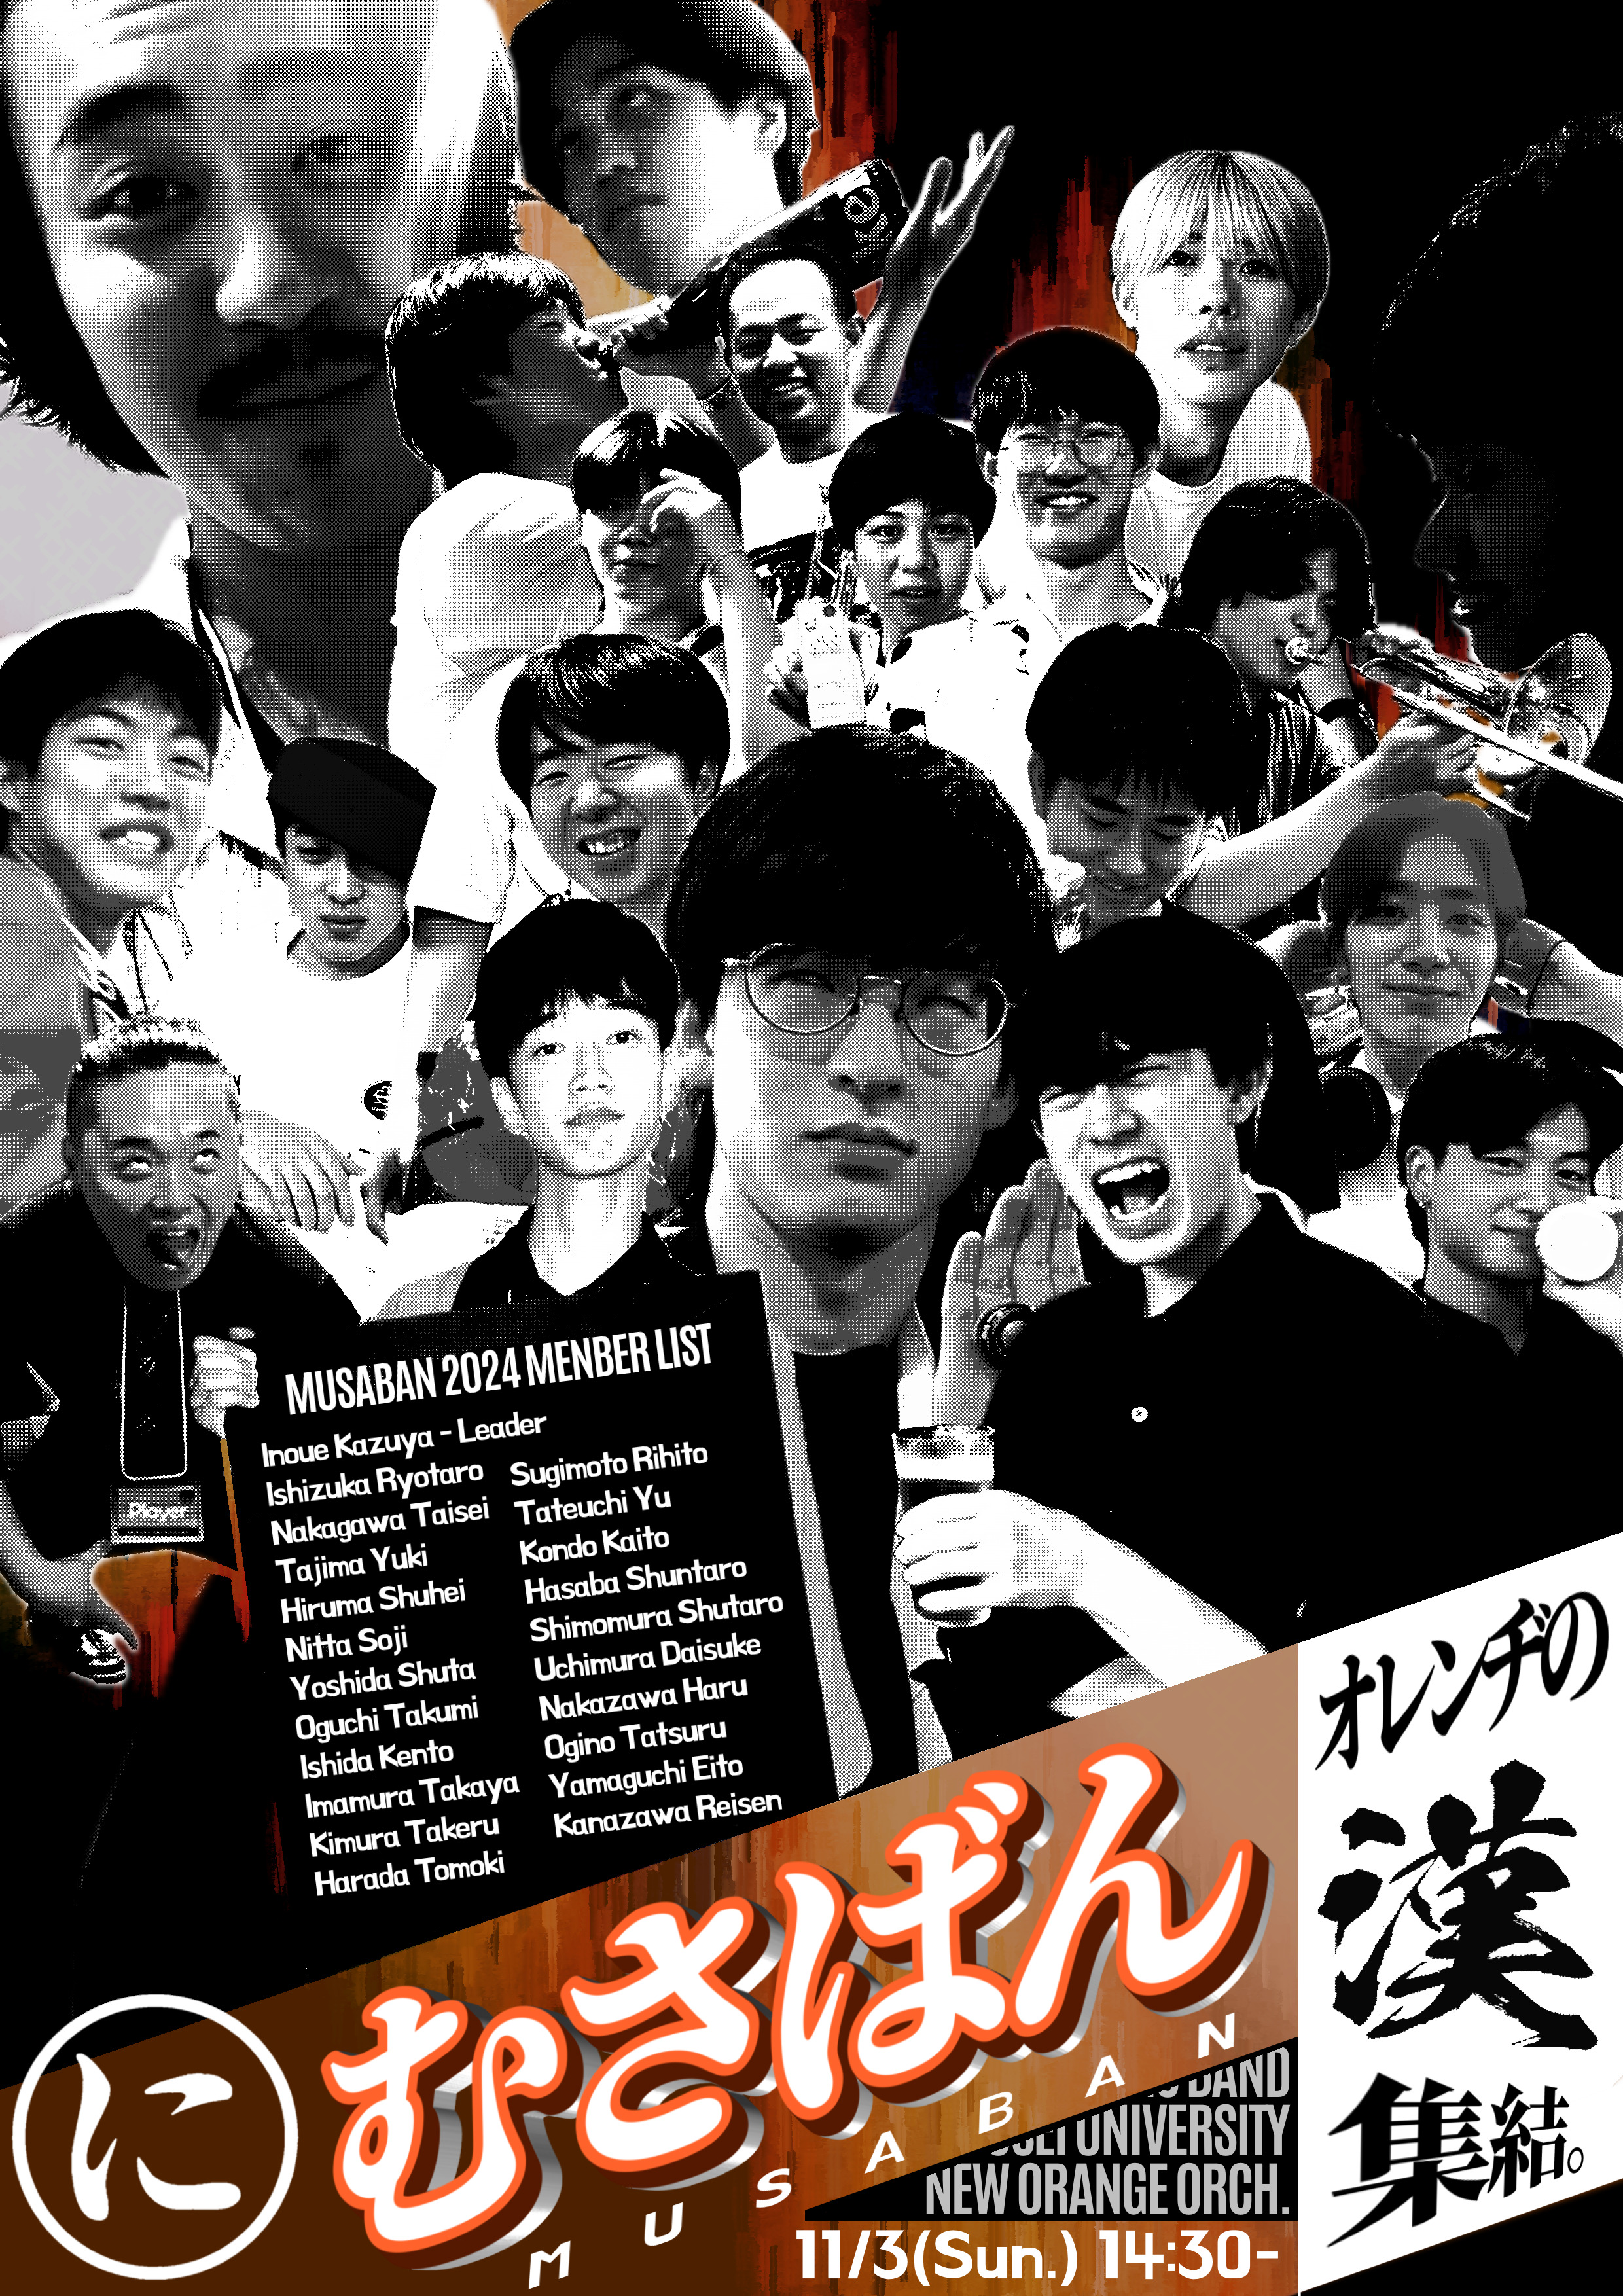 MUSABAN 2024 MENBER LIST
Inoue Kazuya - Leader
Ishizuka Ryotaro
Nakagawa Taisei
Tajima Yuki
Hiruma Shuhei
Nitta Soji
Yoshida Shuta
Oguchi Takumi
Ishida Kento
Imamura Takaya
Kimura Takeru
Harada Tomoki
Sugimoto Rihito
Tateuchi Yu
Kondo Kaito
Hasaba Shuntaro
Shimomura Shutaro
Uchimura Daisuke
Nakazawa Haru
Ogino Tatsuru
Yamaguchi Eito
Kanazawa Reisen
Player
オレンヂの
漢
集結。
に
むさばん
MUSABAN
BAND
UNIVERSITY
NEW ORANGE ORCH.
11/3(Sun.) 14:30-